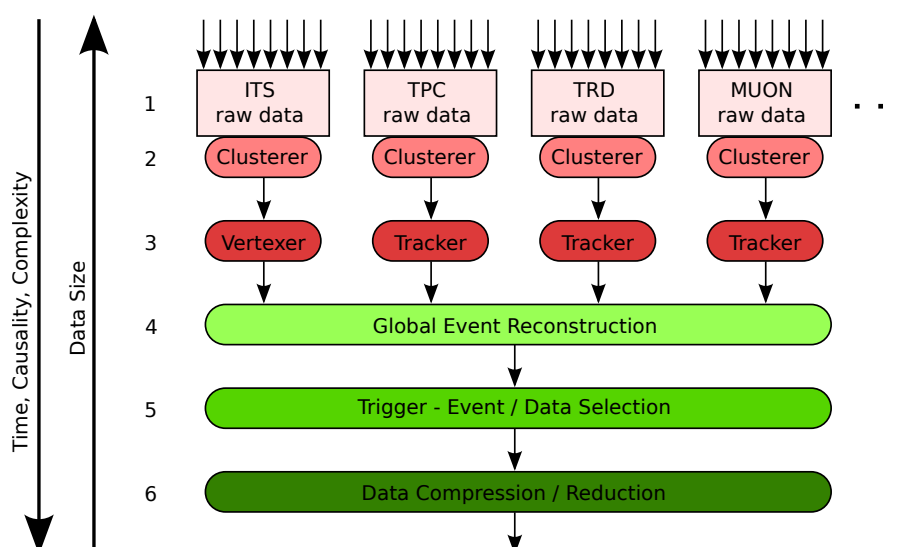 1
ITS
raw data
TPC
raw data
TRD
raw data
MUON
raw data
. .
2
Clusterer
Clusterer
Clusterer
Clusterer
3
Vertexer
Tracker
Tracker
Tracker
4
Global Event Reconstruction
5
Trigger - Event / Data Selection
6
Data Compression / Reduction
Time, Causality, Complexity
Data Size